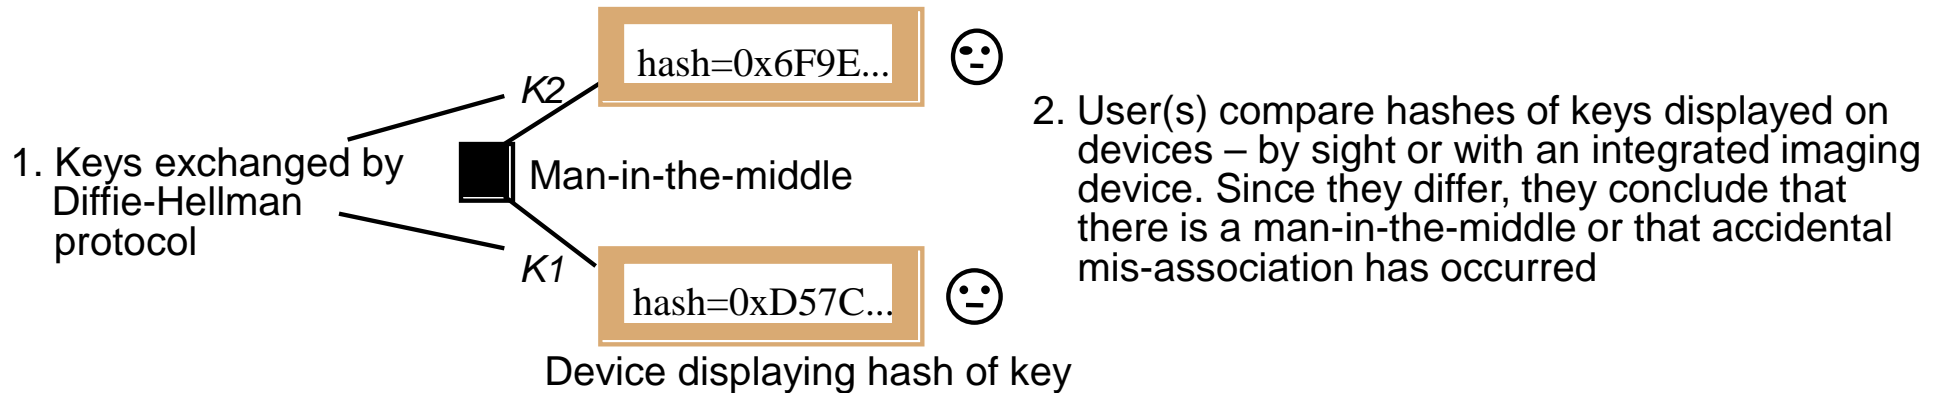 hash=0x6F9E...
K2
1. Keys exchanged by
Diffie-Hellman
protocol
Man-in-the-middle
K1
hash=0xD57C...
Device displaying hash of key
2. User(s) compare hashes of keys displayed on
devices – by sight or with an integrated imaging
device. Since they differ, they conclude that
there is a man-in-the-middle or that accidental
mis-association has occurred